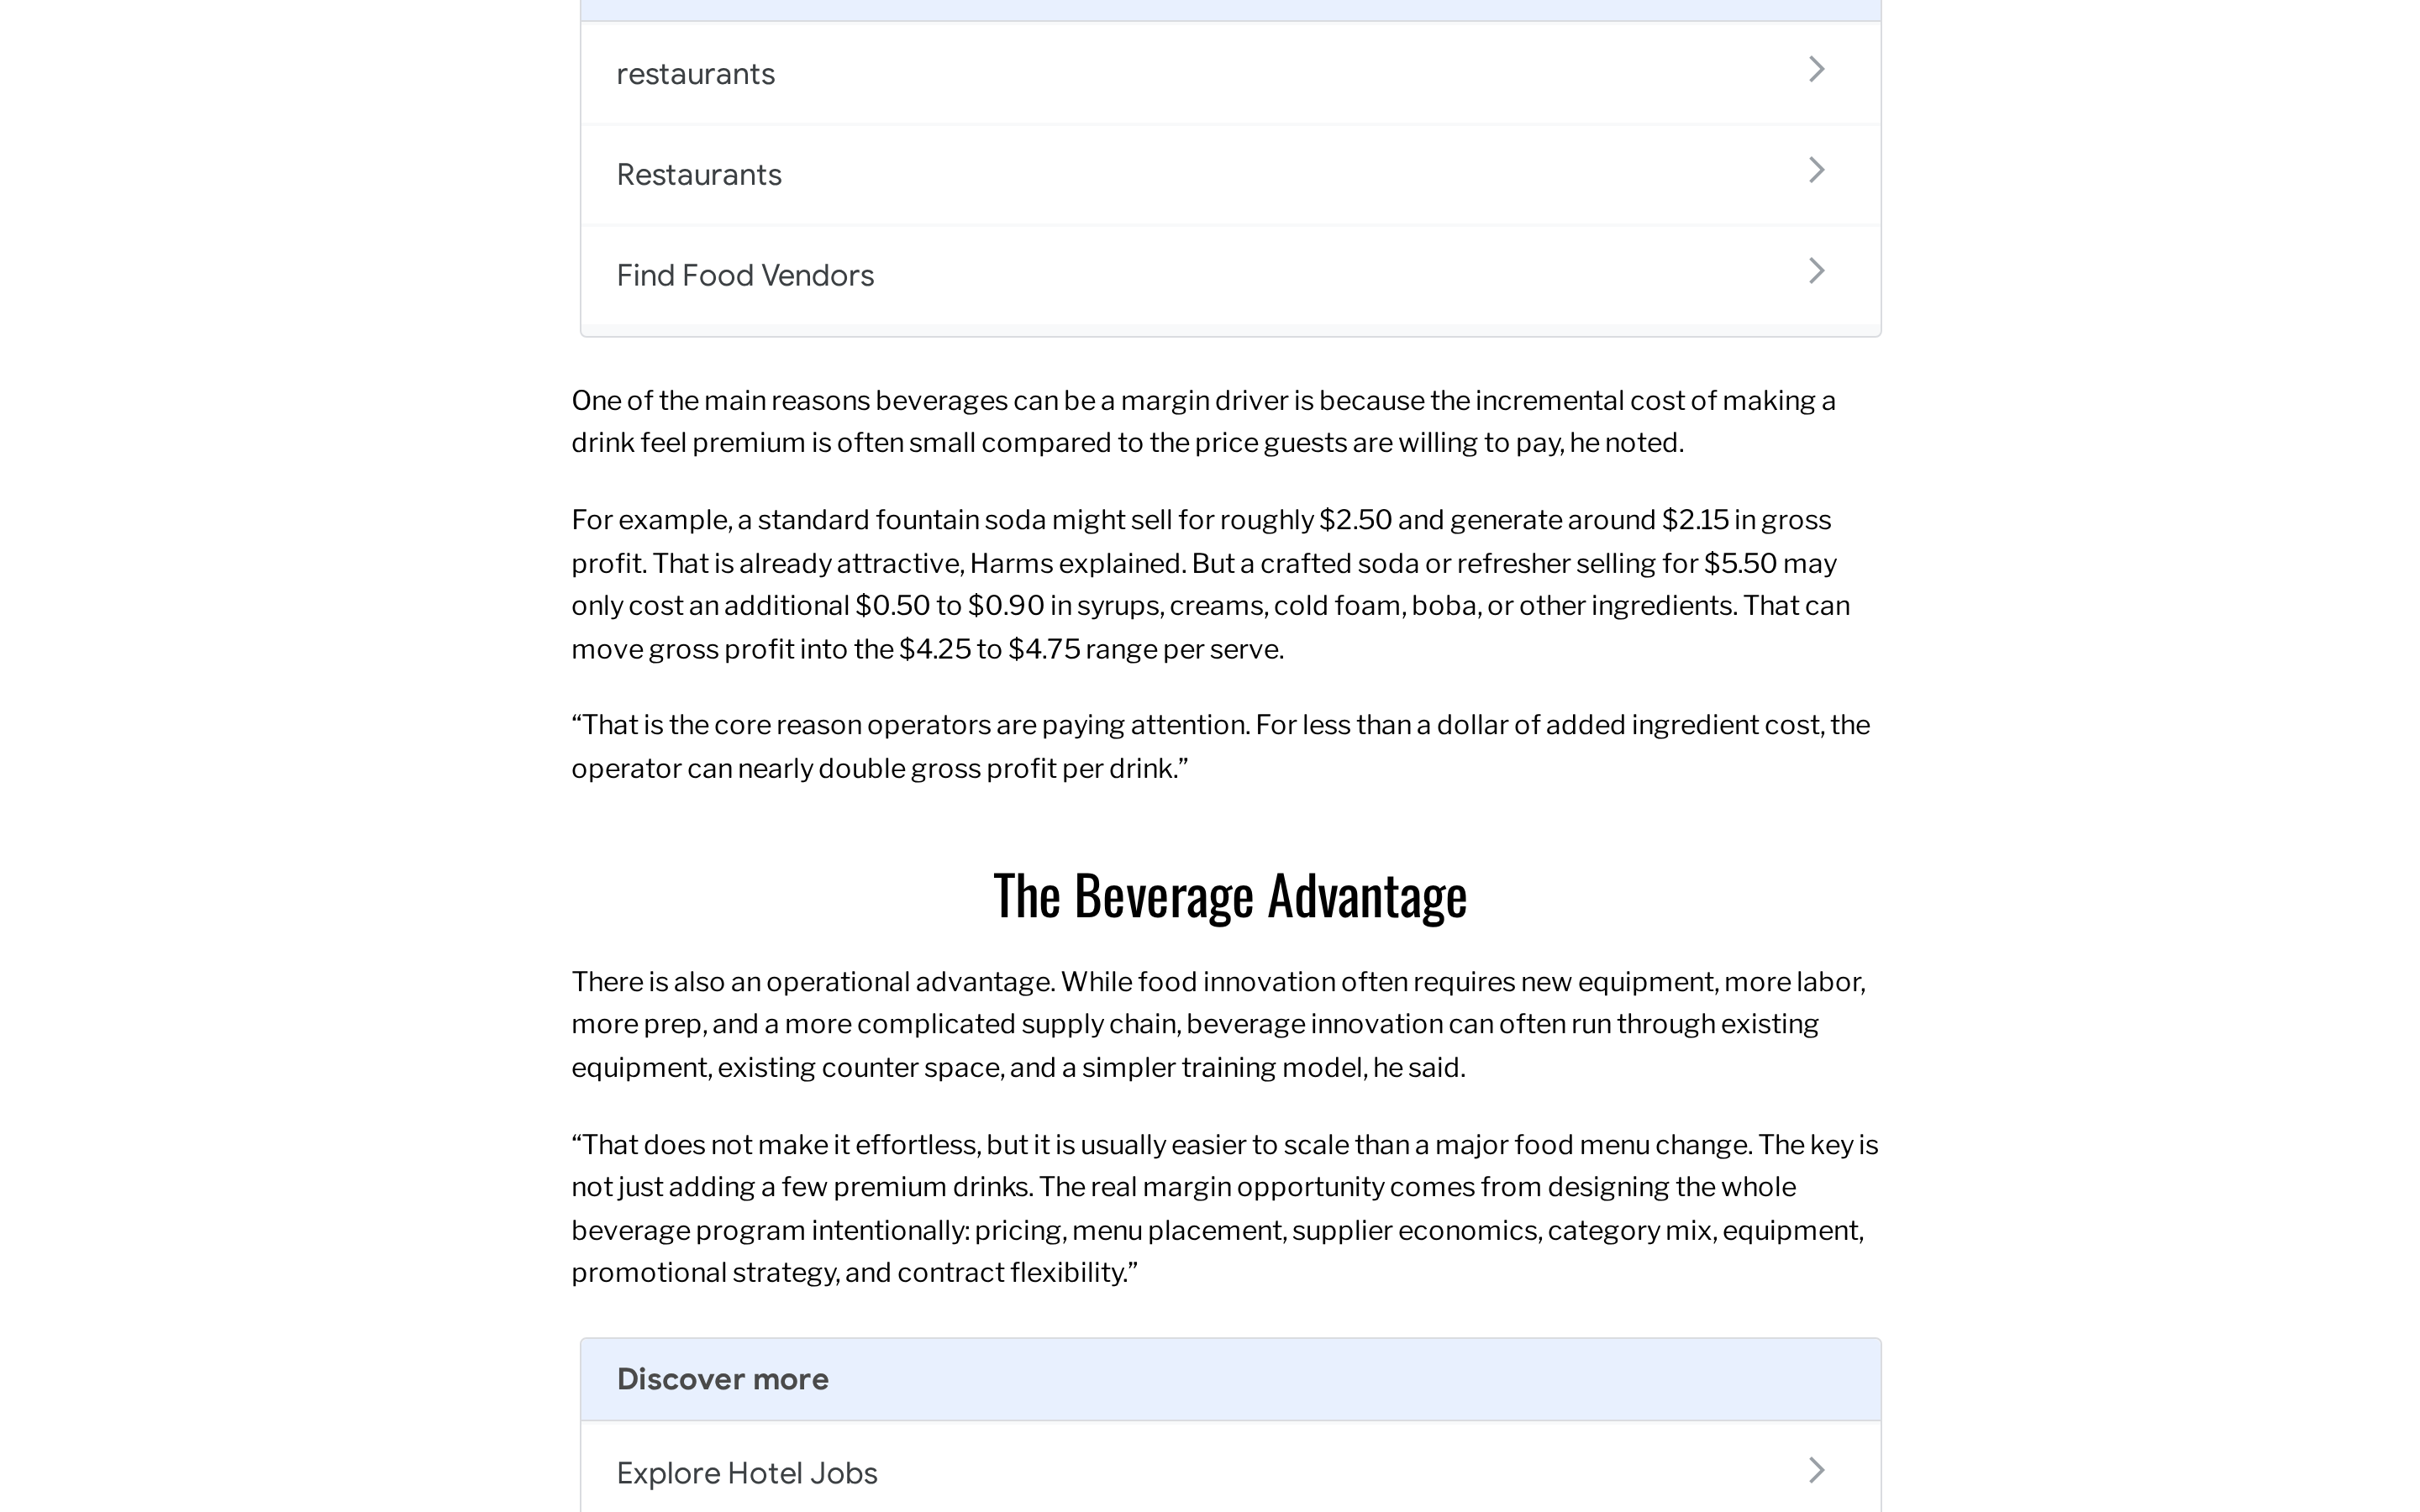 restaurants
Restaurants
Find Food Vendors
One of the main reasons beverages can be a margin driver is because the incremental cost of making a
drink feel premium is often small compared to the price guests are willing to pay, he noted.
For example, a standard fountain soda might sell for roughly $2.50 and generate around $2.15 in gross
profit. That is already attractive, Harms explained. But a crafted soda or refresher selling for $5.50 may
only cost an additional $0.50 to $0.90 in syrups, creams, cold foam, boba, or other ingredients. That can
move gross profit into the $4.25 to $4.75 range per serve.
“That is the core reason operators are paying attention. For less than a dollar of added ingredient cost, the
operator can nearly double gross profit per drink.”
The Beverage Advantage
There is also an operational advantage. While food innovation often requires new equipment, more labor,
more prep, and a more complicated supply chain, beverage innovation can often run through existing
equipment, existing counter space, and a simpler training model, he said.
“That does not make it effortless, but it is usually easier to scale than a major food menu change. The key is
not just adding a few premium drinks. The real margin opportunity comes from designing the whole
beverage program intentionally: pricing, menu placement, supplier economics, category mix, equipment,
promotional strategy, and contract flexibility.”
Discover more
Explore Hotel Jobs